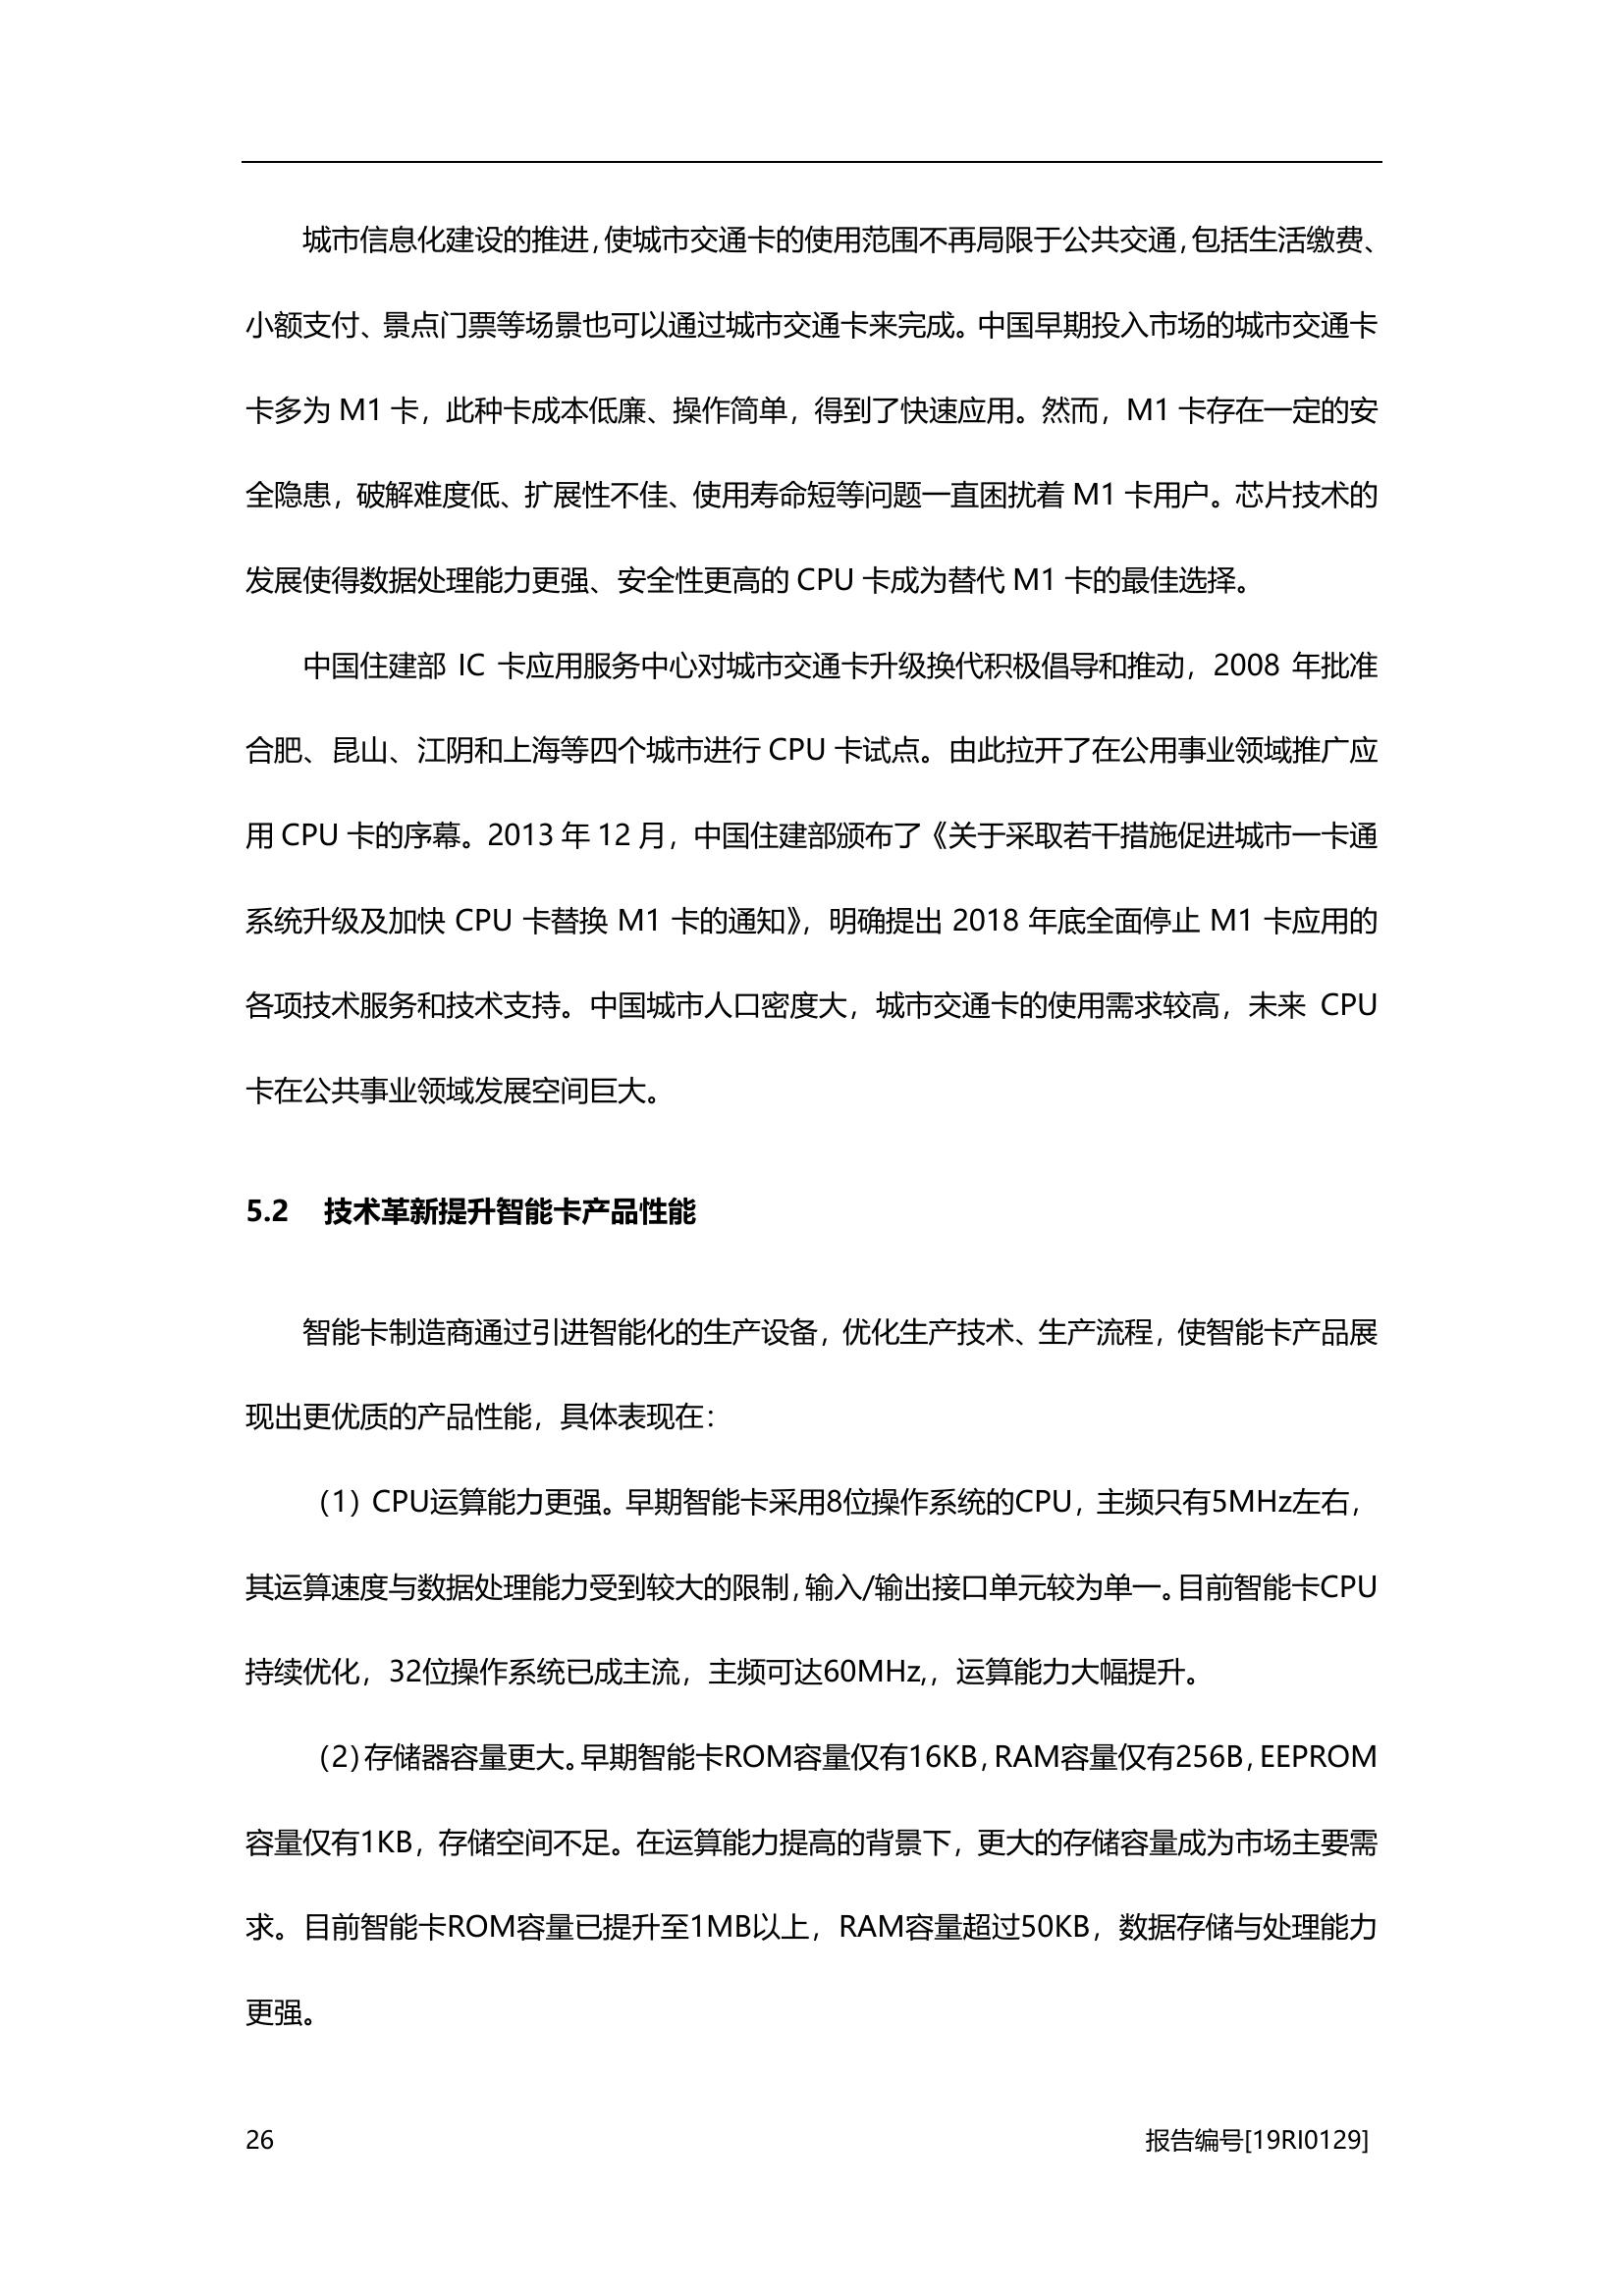 城市信息化建设的推进，使城市交通卡的使用范围不再局限于公共交通，包括生活缴费、
小额支付、景点门票等场景也可以通过城市交通卡来完成。中国早期投入市场的城市交通卡
卡多为 M1 卡，此种卡成本低廉、操作简单，得到了快速应用。然而，M1 卡存在一定的安
全隐患，破解难度低、扩展性不佳、使用寿命短等问题一直困扰着 M1 卡用户。芯片技术的
发展使得数据处理能力更强、安全性更高的 CPU 卡成为替代 M1 卡的最佳选择。
中国住建部 IC 卡应用服务中心对城市交通卡升级换代积极倡导和推动，2008 年批准
合肥、昆山、江阴和上海等四个城市进行 CPU 卡试点。由此拉开了在公用事业领域推广应
用 CPU 卡的序幕。2013 年 12 月，中国住建部颁布了《关于采取若干措施促进城市一卡通
系统升级及加快 CPU 卡替换 M1 卡的通知》，明确提出 2018 年底全面停止 M1 卡应用的
各项技术服务和技术支持。中国城市人口密度大，城市交通卡的使用需求较高，未来 CPU
卡在公共事业领域发展空间巨大。
5.2 技术革新提升智能卡产品性能
智能卡制造商通过引进智能化的生产设备，优化生产技术、生产流程，使智能卡产品展
现出更优质的产品性能，具体表现在：
（1）CPU运算能力更强。早期智能卡采用8位操作系统的CPU，主频只有5MHz左右，
其运算速度与数据处理能力受到较大的限制，输入/输出接口单元较为单一。目前智能卡CPU
持续优化，32位操作系统已成主流，主频可达60MHz,，运算能力大幅提升。
（2）存储器容量更大。早期智能卡ROM容量仅有16KB，RAM容量仅有256B，EEPROM
容量仅有1KB，存储空间不足。在运算能力提高的背景下，更大的存储容量成为市场主要需
求。目前智能卡ROM容量已提升至1MB以上，RAM容量超过50KB，数据存储与处理能力
更强。
26 报告编号[19RI0129]